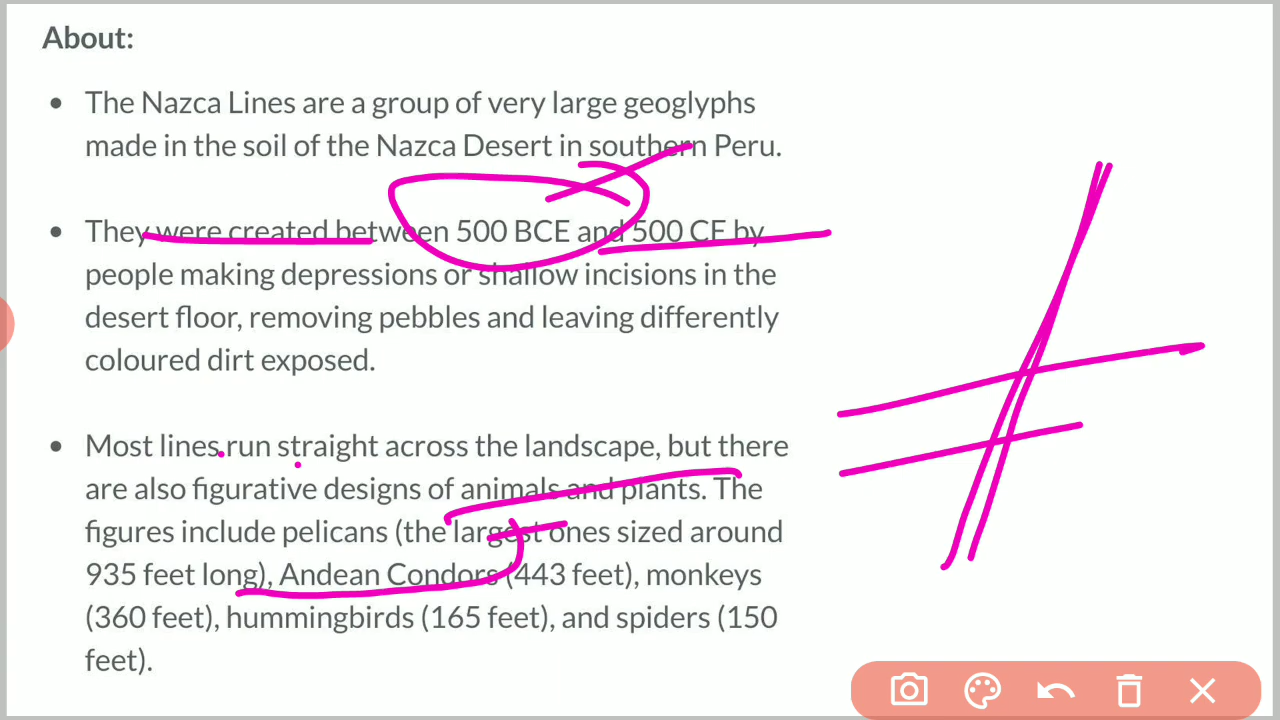 About:
The Nazca Lines are a group of very large geoglyphs
made in the soil of the Nazca Desert in southern Peru.
They were created between 500 BCE and 500 CE by
people making depressions or shallow incisions in the
desert floor, removing pebbles and leaving differently
coloured dirt exposed.
Most lines run straight across the landscape, but there
are also figurative designs of animals and plants. The
figures include pelicans (the largest ones sized around
935 feet long), Andean Condors (443 feet), monkeys
(360 feet), hummingbirds (165 feet), and spiders (150
feet).